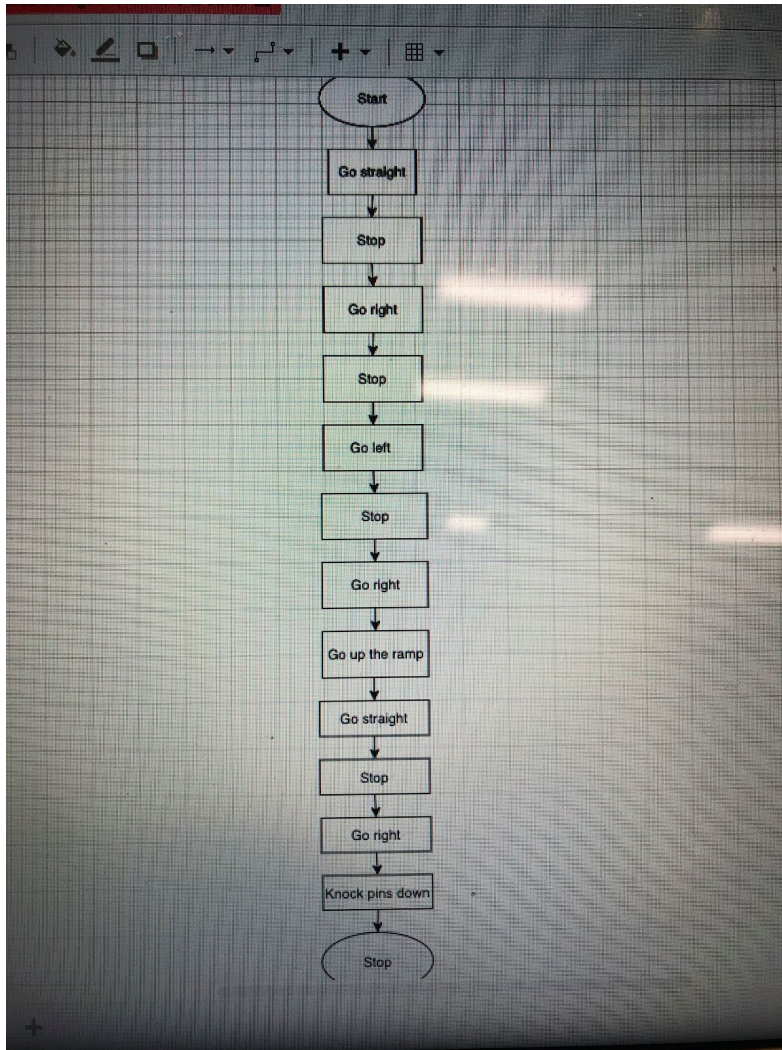 Start
Go straight
Stop
Go right
Stop
Go left
Stop
Go right
Go up the ramp
Go straight
Stop
Go right
Knock pins down
Stop